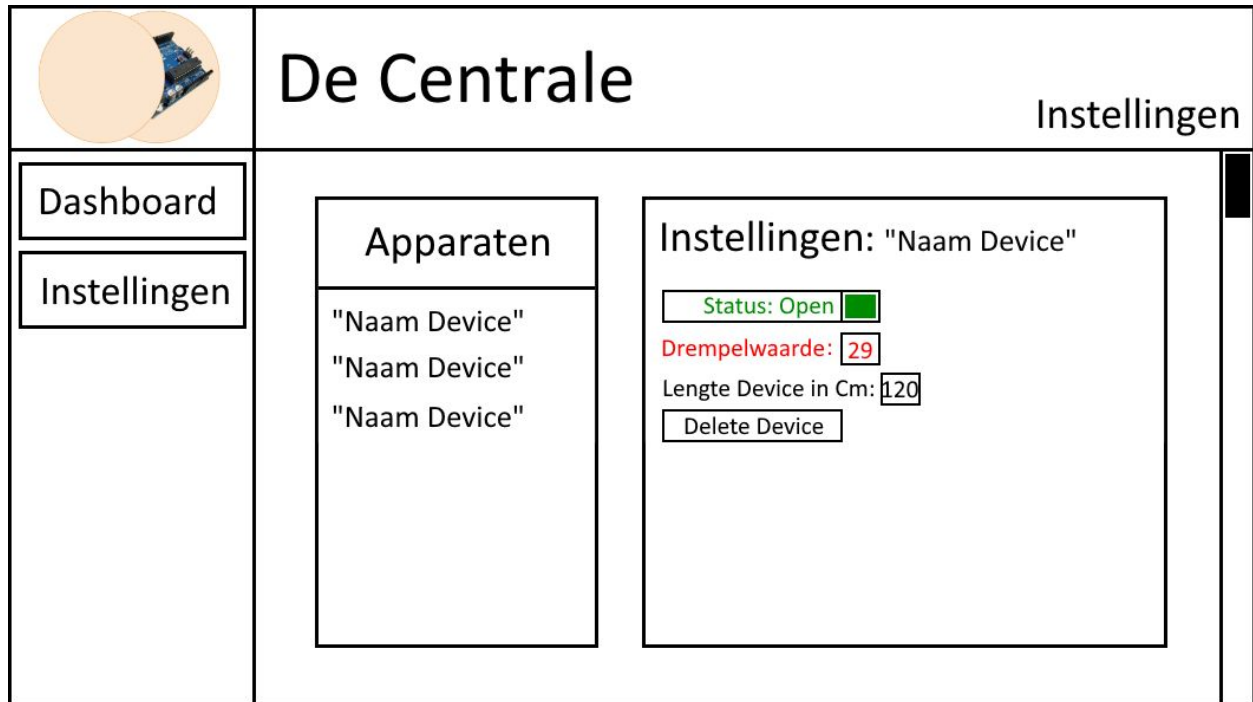 De Centrale
Instellingen
Dashboard
Instellingen
Apparaten
"Naam Device"
"Naam Device"
"Naam Device"
Instellingen: "Naam Device"
Status: Open
Drempelwaarde: 29
Lengte Device in Cm: 120
Delete Device